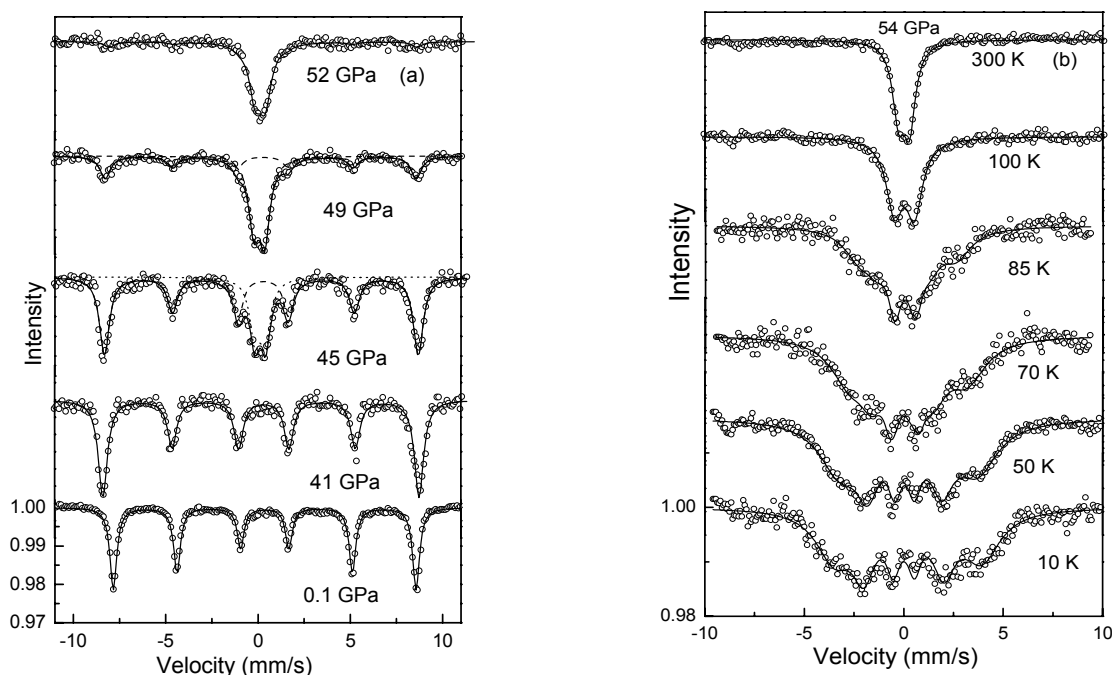 52 GPa (a)
49 GPa
45 GPa
41 GPa
0.1 GPa
Intensity
1.00
0.99
0.98
0.97
-10 -5 0 5 10
Velocity (mm/s)
54 GPa
300 K (b)
100 K
85 K
70 K
50 K
10 K
Intensity
1.00
0.98
-10 -5 0 5 10
Velocity (mm/s)